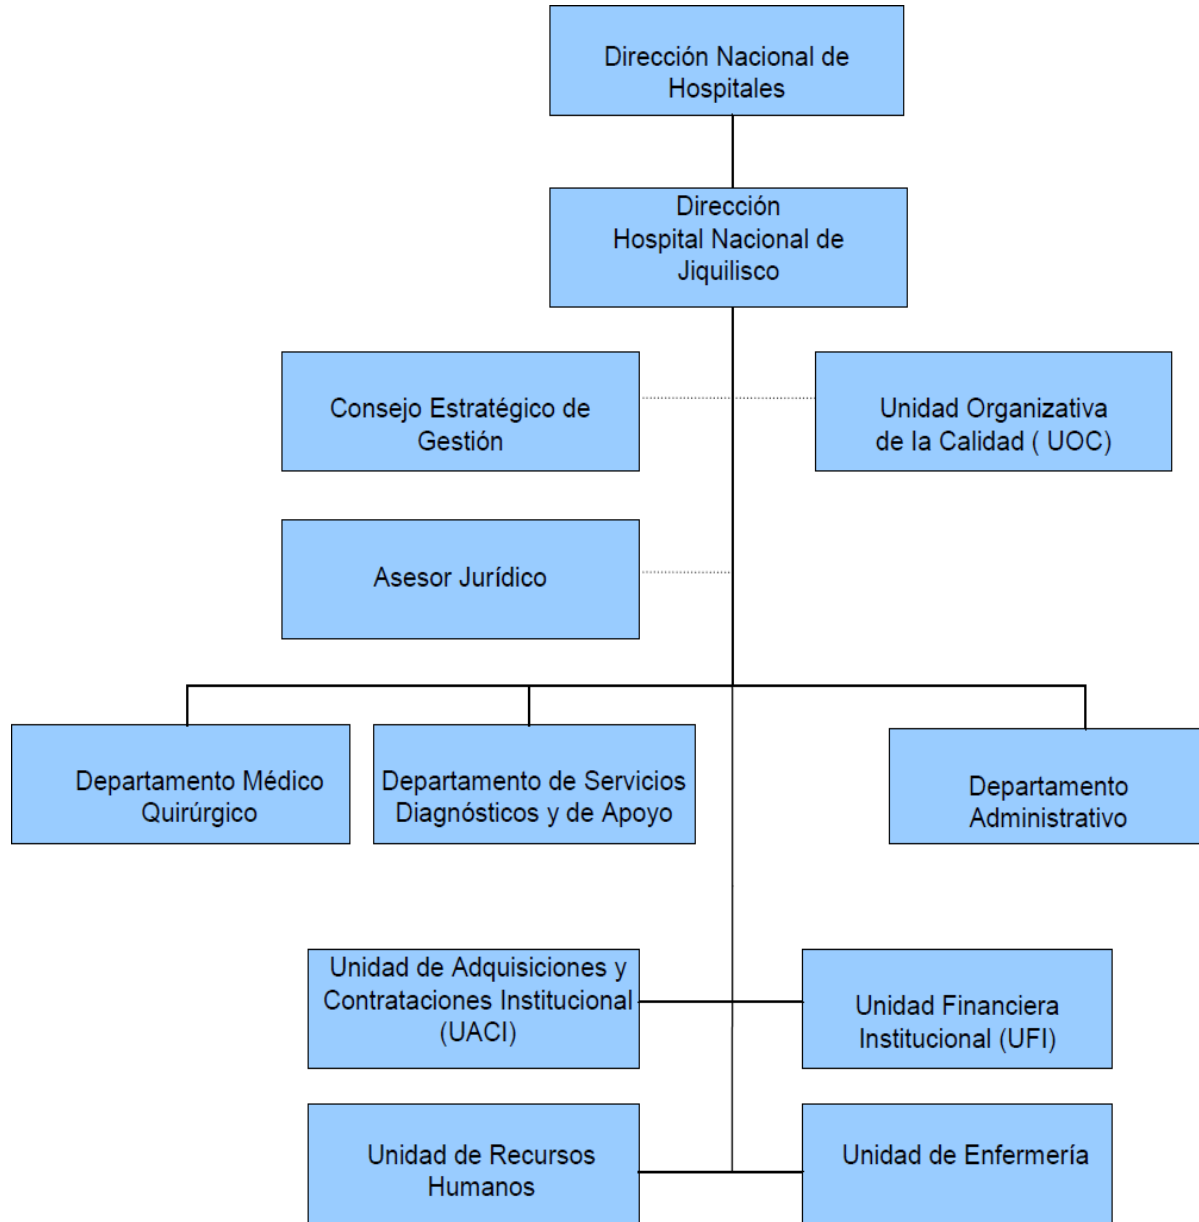 Dirección Nacional de
Hospitales
Dirección
Hospital Nacional de
Jiquilisco
Consejo Estratégico de
Gestión
Unidad Organizativa
de la Calidad ( UOC)
Asesor Jurídico
Departamento Médico
Quirúrgico
Departamento de Servicios
Diagnósticos y de Apoyo
Departamento
Administrativo
Unidad de Adquisiciones y
Contrataciones Institucional
(UACI)
Unidad Financiera
Institucional (UFI)
Unidad de Recursos
Humanos
Unidad de Enfermería